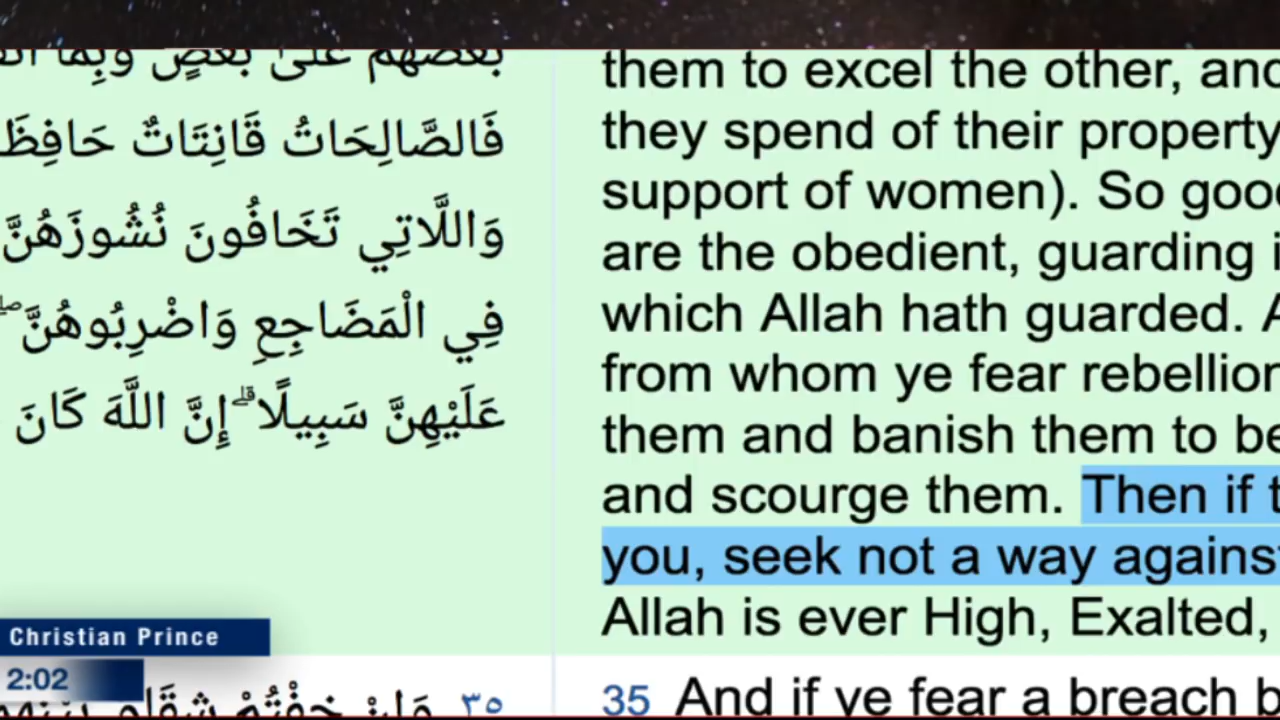 بَعْضَهُمْ عَلَىٰ بَعْضٍ وَبِمَا
فَالصَّالِحَاتُ قَانِتَاتٌ
وَاللَّاتِي تَخَافُونَ نُشُوزَهُنَّ
فِي الْمَضَاجِعِ وَاضْرِبُوهُنَّ ۖ
عَلَيْهِنَّ سَبِيلًا ۗ إِنَّ اللَّهَ كَانَ
them to excel the other, and
they spend of their property
support of women). So good
are the obedient, guarding
which Allah hath guarded.
from whom ye fear rebellion
them and banish them to
and scourge them. Then if
you, seek not a way against
Allah is ever High, Exalted,
Christian Prince
2:02
٣٥ وَإِنْ خِفْتُمْ شِقَاقَ
35 And if ye fear a breach